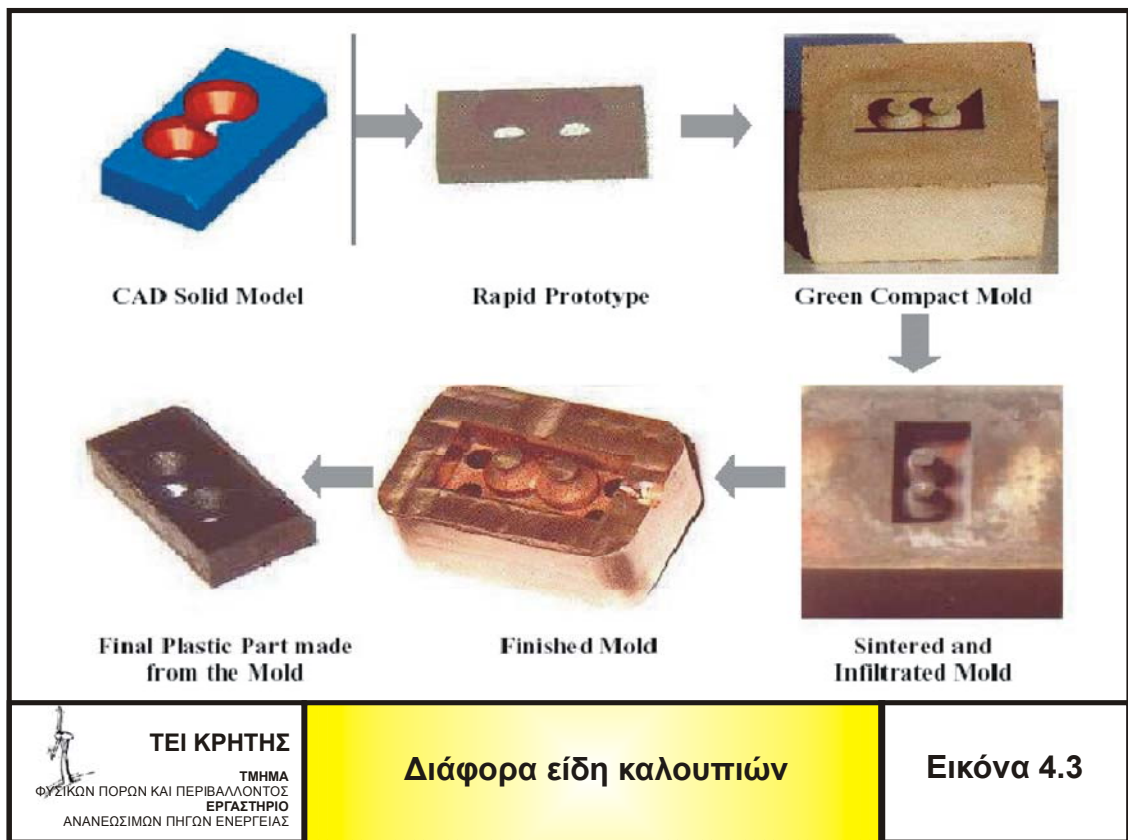 CAD Solid Model
Rapid Prototype
Green Compact Mold
Final Plastic Part made
from the Mold
Finished Mold
Sintered and
Infiltrated Mold
ΤΕΙ ΚΡΗΤΗΣ
ΤΜΗΜΑ
ΦΥΣΙΚΩΝ ΠΟΡΩΝ ΚΑΙ ΠΕΡΙΒΑΛΛΟΝΤΟΣ
ΕΡΓΑΣΤΗΡΙΟ
ΑΝΑΝΕΩΣΙΜΩΝ ΠΗΓΩΝ ΕΝΕΡΓΕΙΑΣ
Διάφορα είδη καλουπιών
Εικόνα 4.3